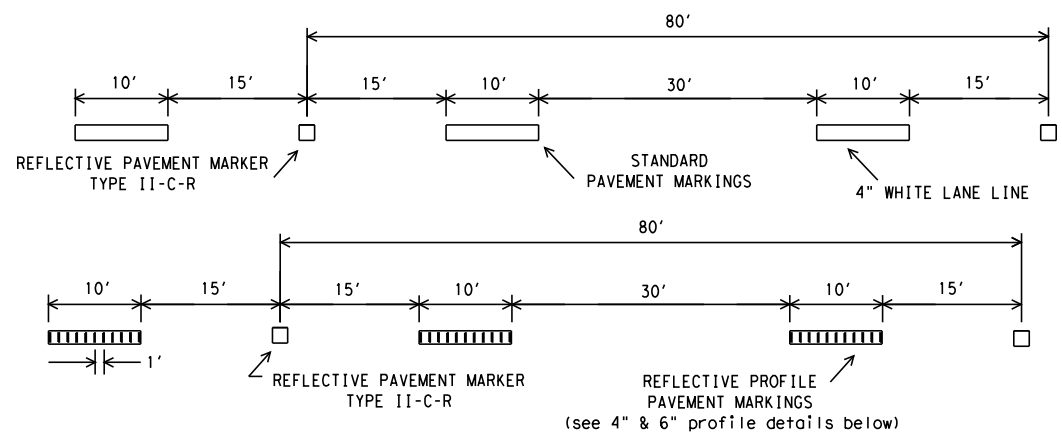 80'
10' 15' 15' 10' 30' 10' 15'
REFLECTIVE PAVEMENT MARKER
TYPE II-C-R
STANDARD
PAVEMENT MARKINGS
4" WHITE LANE LINE
80'
10' 15' 15' 10' 30' 10' 15'
1'
REFLECTIVE PAVEMENT MARKER
TYPE II-C-R
REFLECTIVE PROFILE
PAVEMENT MARKINGS
(see 4" & 6" profile details below)